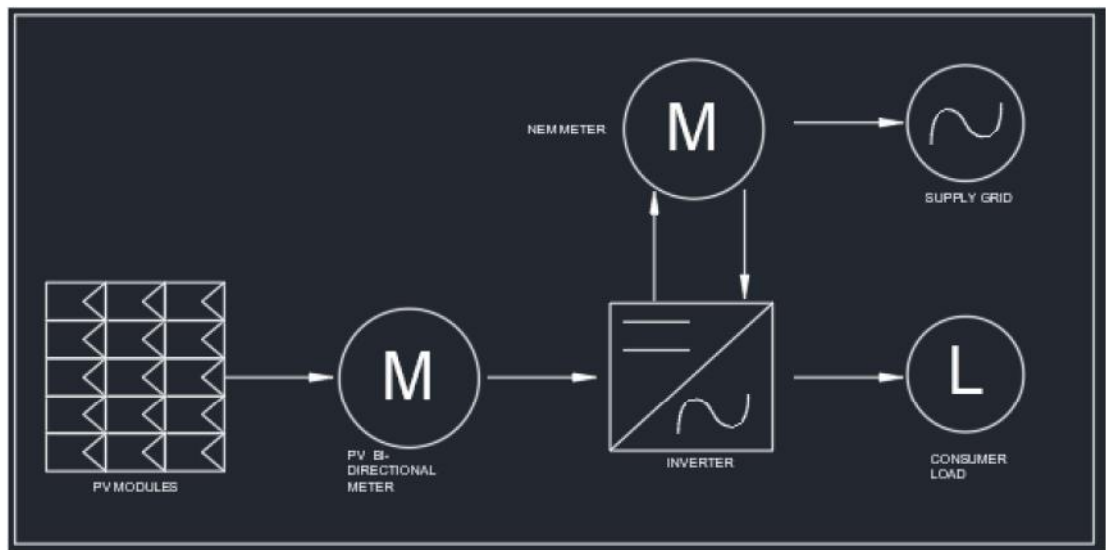 M
NEM METER
SUPPLY GRID
M
L
PV BI-
DIRECTIONAL
METER
INVERTER
CONSUMER
LOAD
PV MODULES